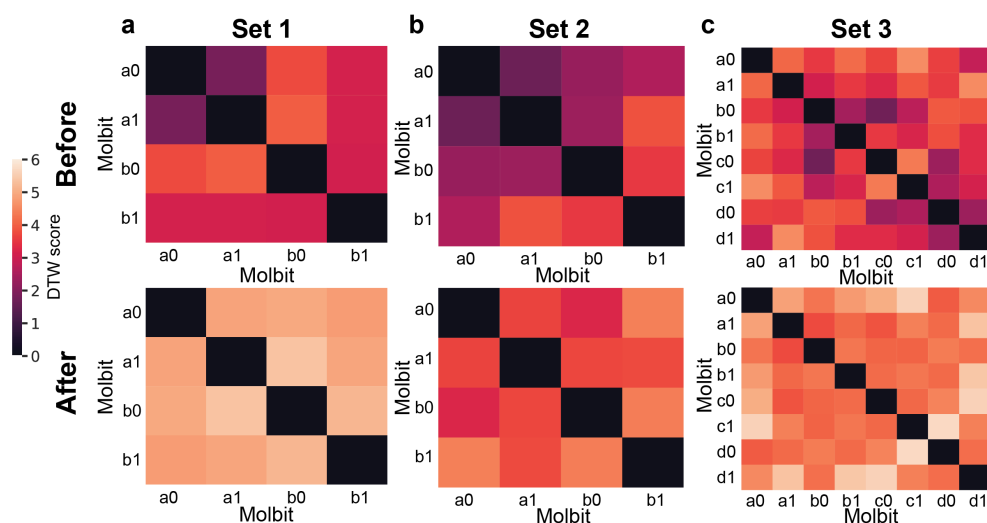 a Set 1
b Set 2
c Set 3
Before
After
6
5
4
3
2
1
0
DTW score
Molbit
a0
a1
b0
b1
a0 a1 b0 b1
Molbit
Molbit
a0
a1
b0
b1
a0 a1 b0 b1
Molbit
Molbit
a0
a1
b0
b1
c0
c1
d0
d1
a0 a1 b0 b1 c0 c1 d0 d1
Molbit
Molbit
a0
a1
b0
b1
a0 a1 b0 b1
Molbit
Molbit
a0
a1
b0
b1
a0 a1 b0 b1
Molbit
Molbit
a0
a1
b0
b1
c0
c1
d0
d1
a0 a1 b0 b1 c0 c1 d0 d1
Molbit